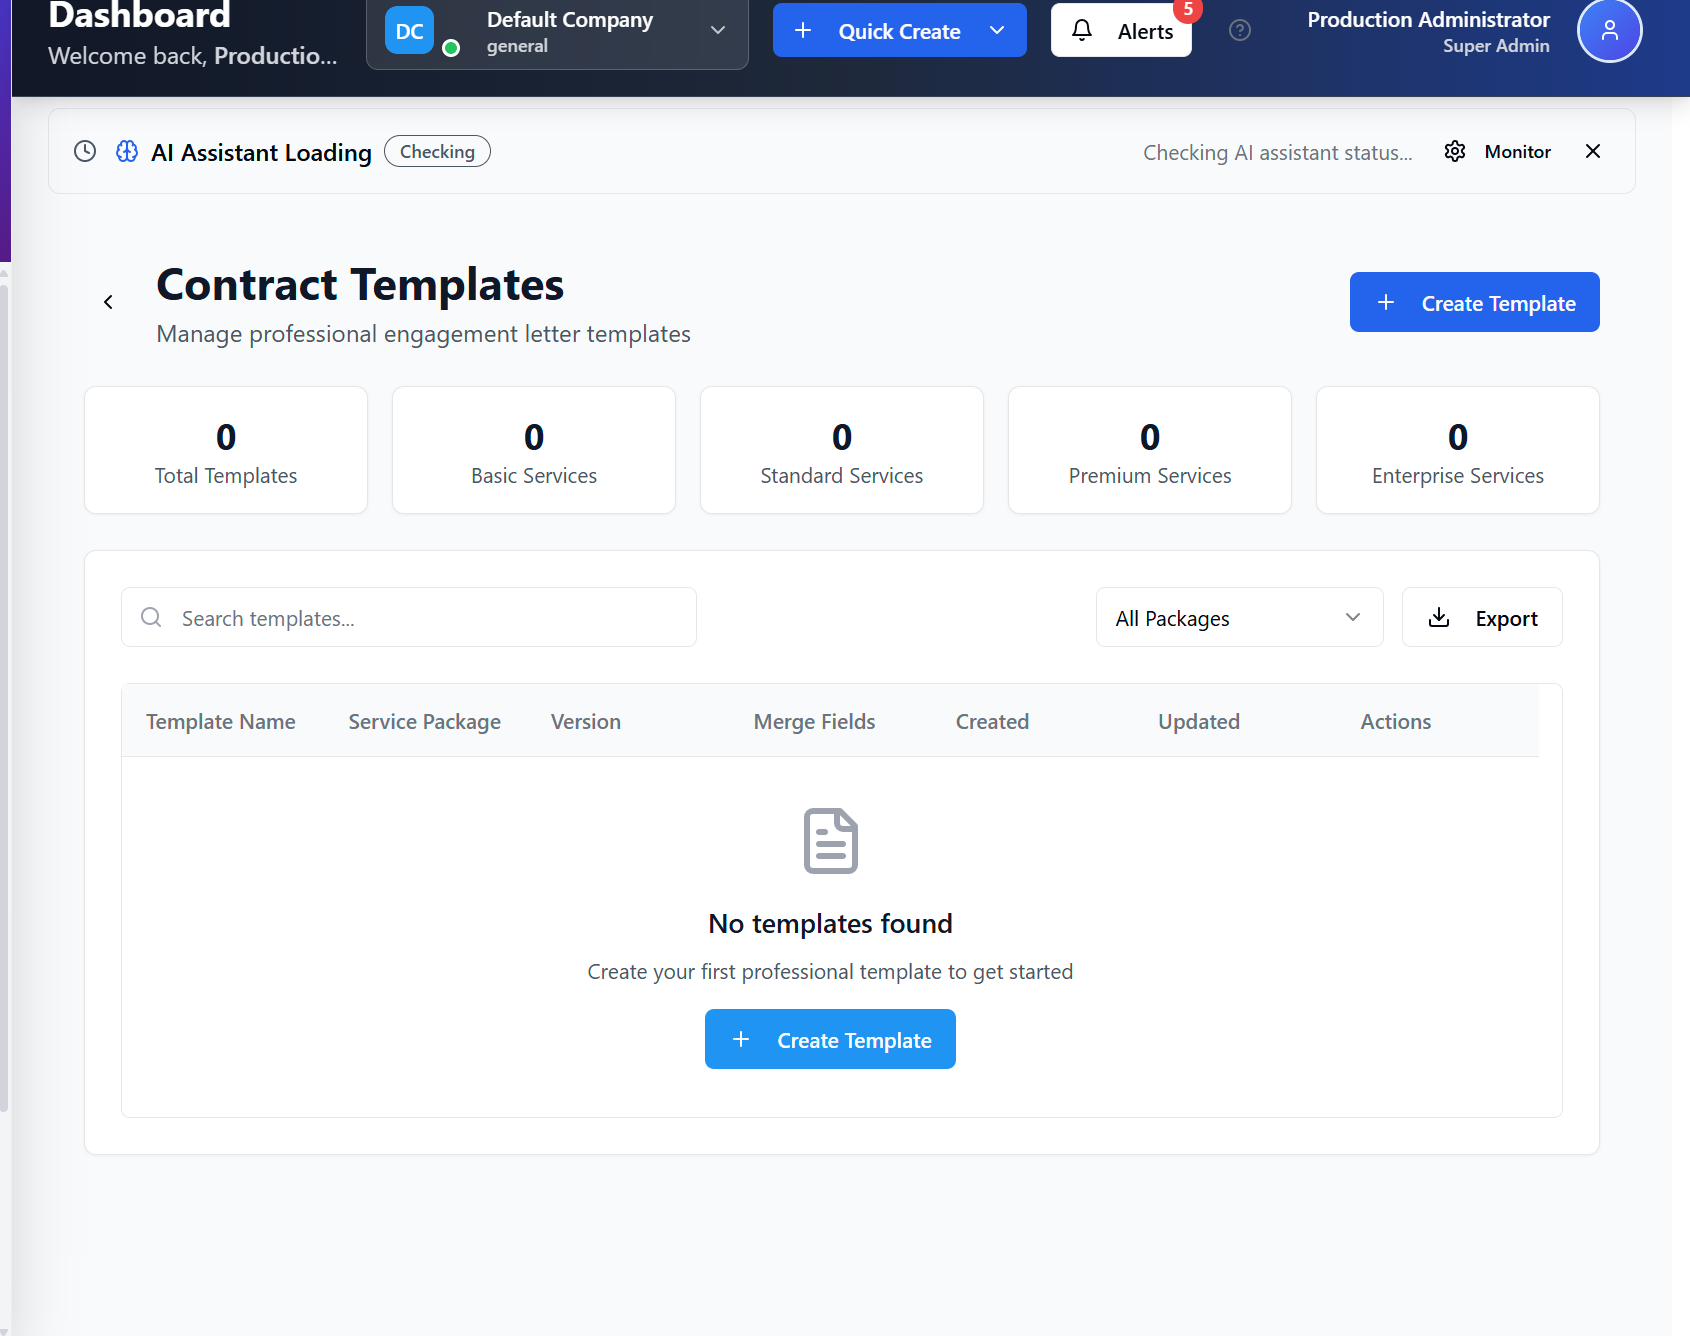 Dashboard
Welcome back, Productio...
DC
Default Company
general
Quick Create
Alerts
5
Production Administrator
Super Admin
AI Assistant Loading
Checking
Checking AI assistant status...
Monitor
Contract Templates
Manage professional engagement letter templates
Create Template
0
Total Templates
0
Basic Services
0
Standard Services
0
Premium Services
0
Enterprise Services
Search templates...
All Packages
Export
Template Name
Service Package
Version
Merge Fields
Created
Updated
Actions
No templates found
Create your first professional template to get started
Create Template